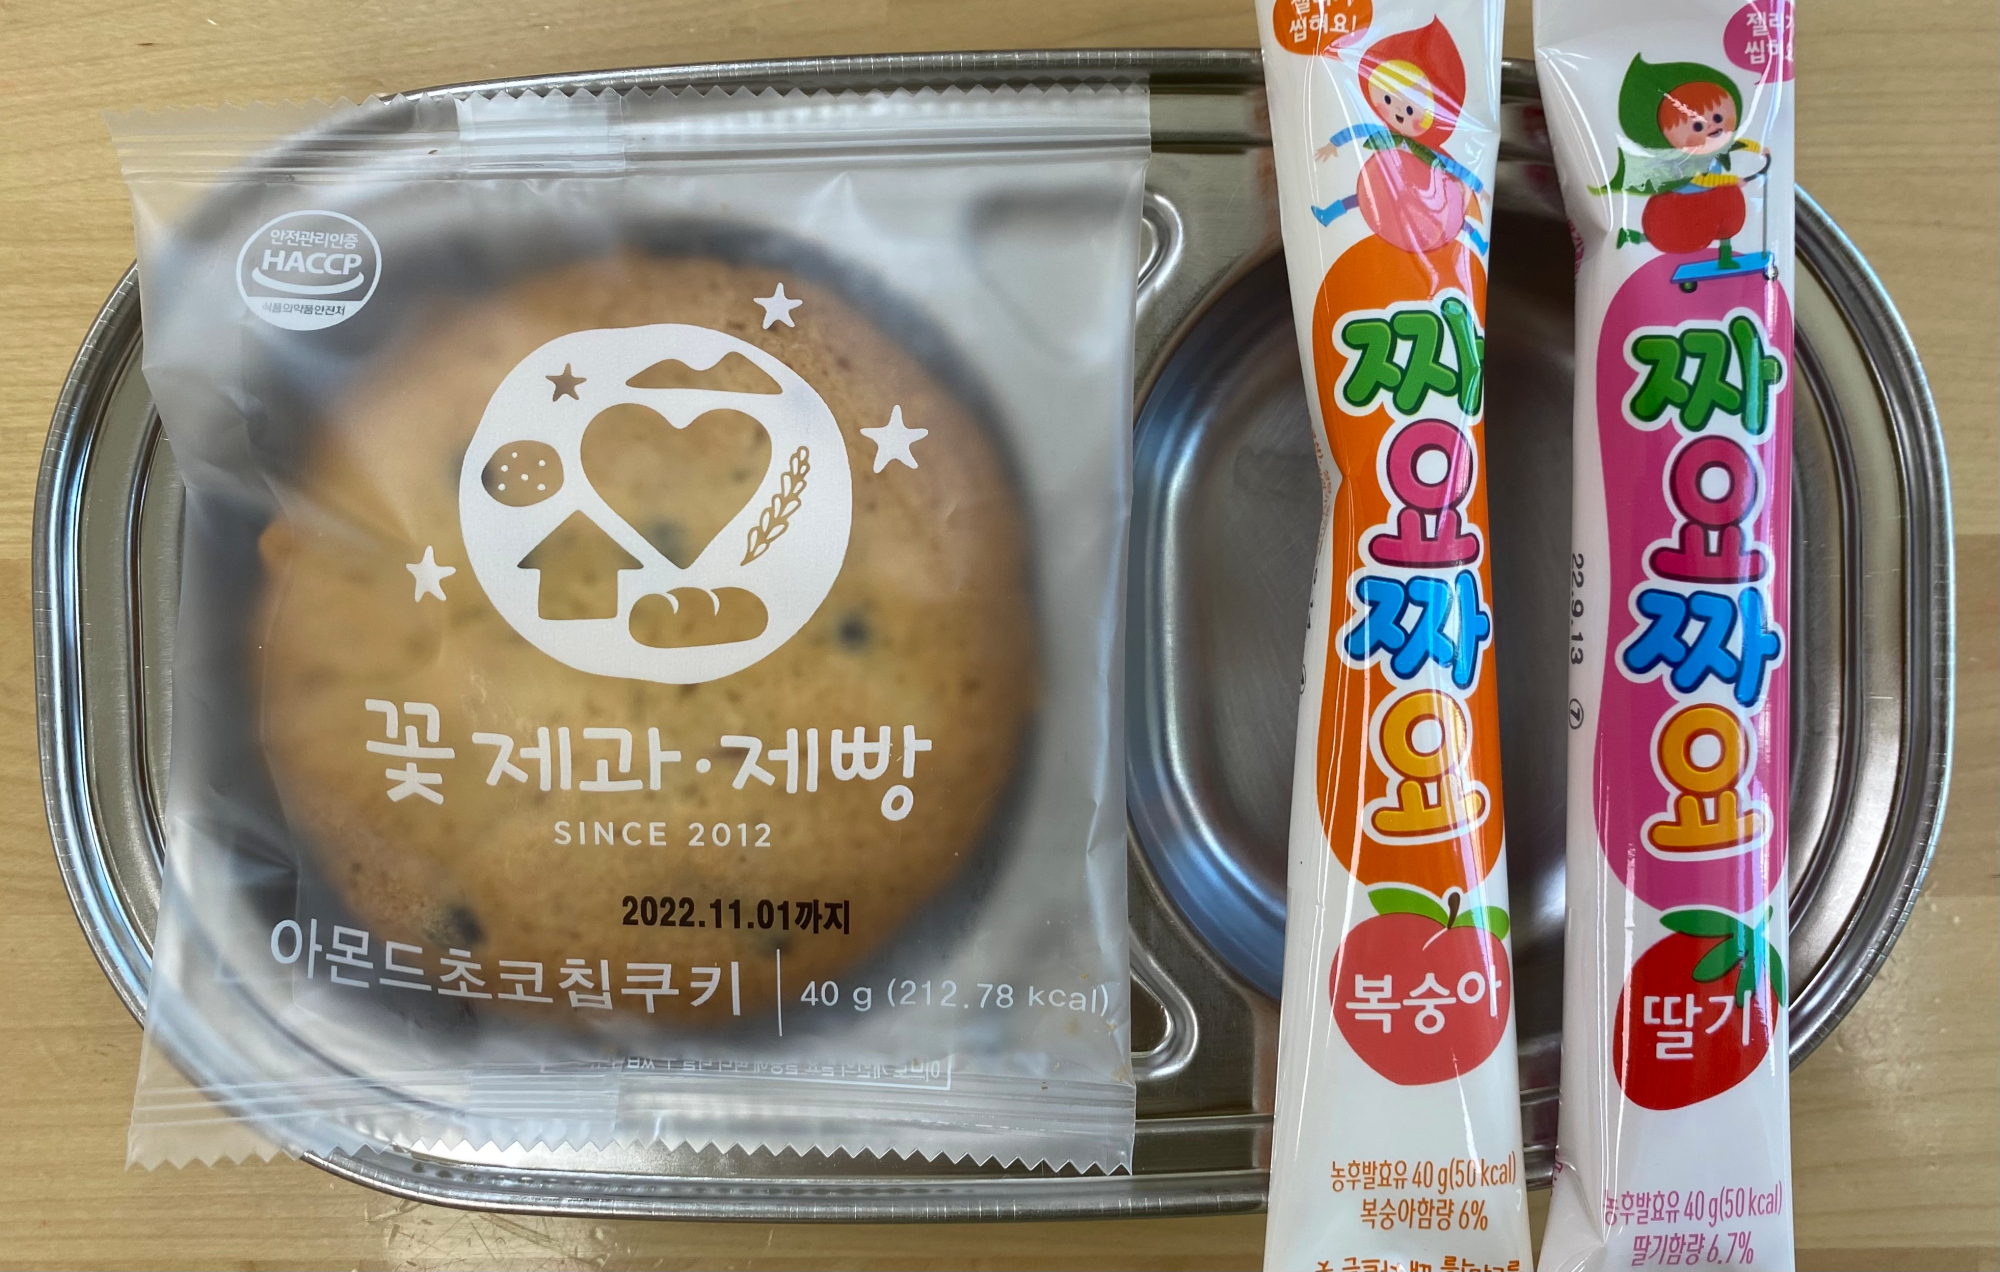 안전관리인증
HACCP
식품의약품안전처
꽃 제과·제빵
SINCE 2012
2022.11.01까지
아몬드초코칩쿠키 40 g (212.78 kcal)
씹혀요!
짜
요
짜
요
복숭아
농후발효유 40 g(50 kcal)
복숭아함량 6%
22.9.13 ⑦
짜
요
짜
요
딸기
농후발효유 40 g(50 kcal)
딸기함량 6.7%